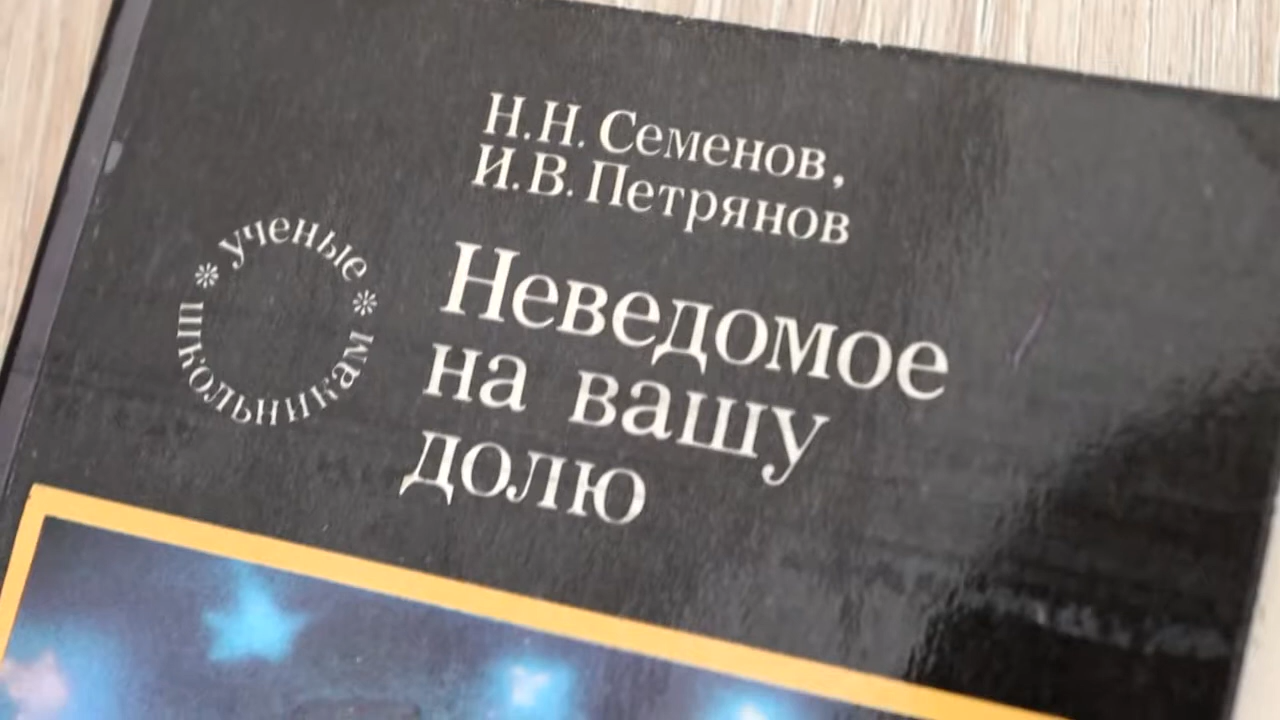 Н.Н. Семенов,
И.В. Петрянов
ученые
школьникам
Неведомое
на вашу
долю